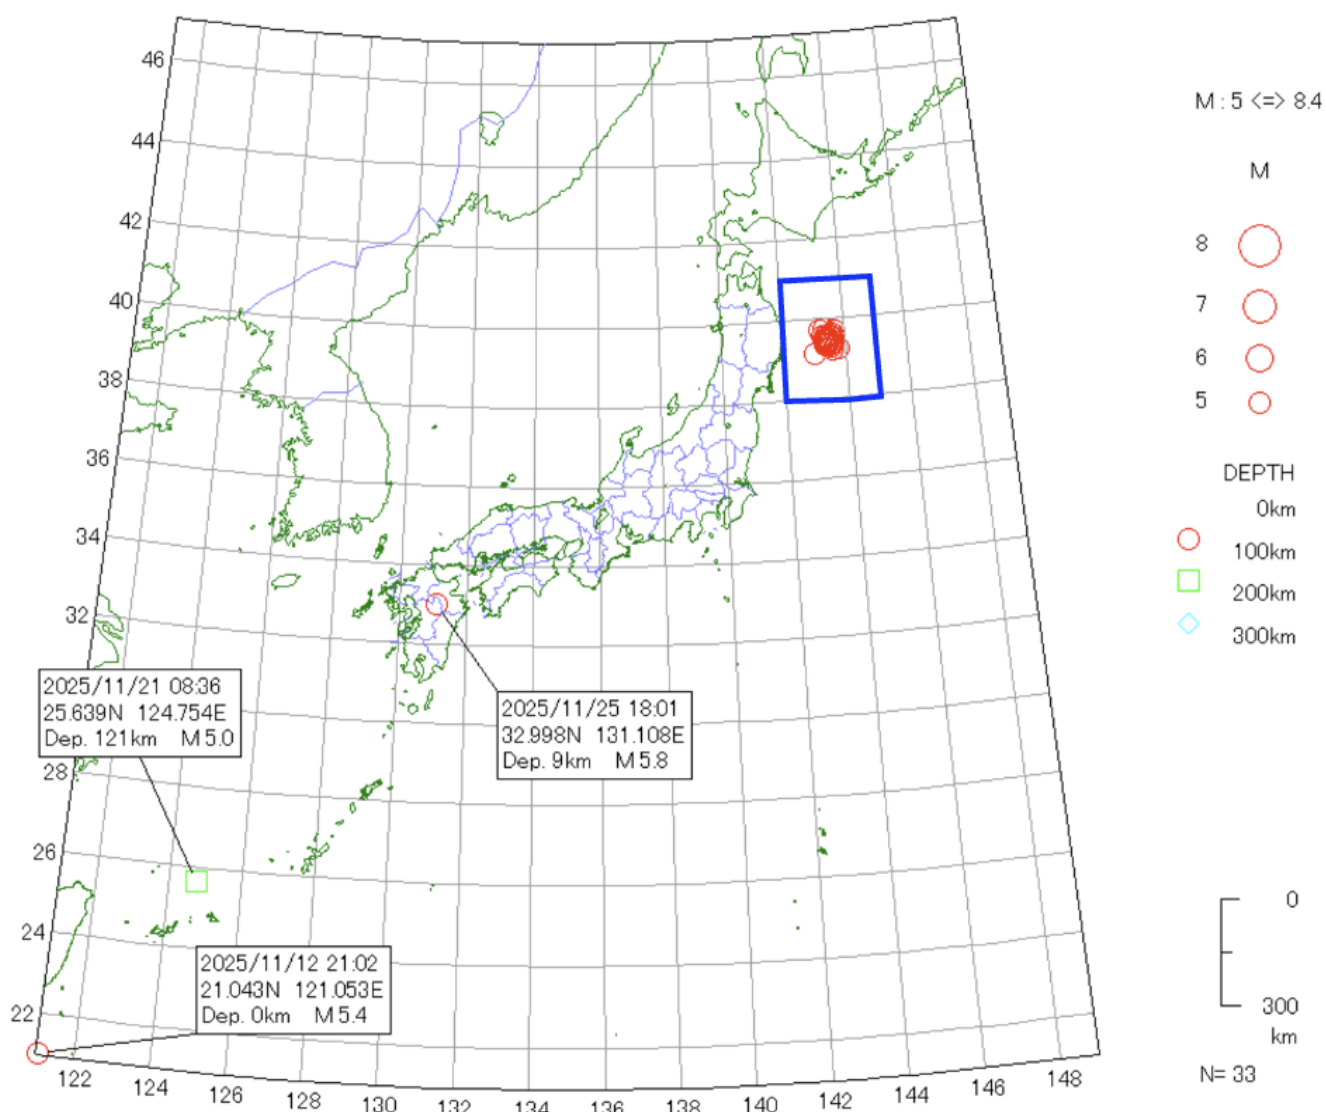 46
44
42
40
38
36
34
32
28
26
24
22
122
124
126
128
130
132
134
136
138
140
142
144
146
148
2025/11/21 08:36
25.639N 124.754E
Dep. 121km M 5.0
2025/11/25 18:01
32.998N 131.108E
Dep. 9km M 5.8
2025/11/12 21:02
21.043N 121.053E
Dep. 0km M 5.4
M : 5 <=> 8.4
M
8
7
6
5
DEPTH
0km
100km
200km
300km
0
300
km
N= 33